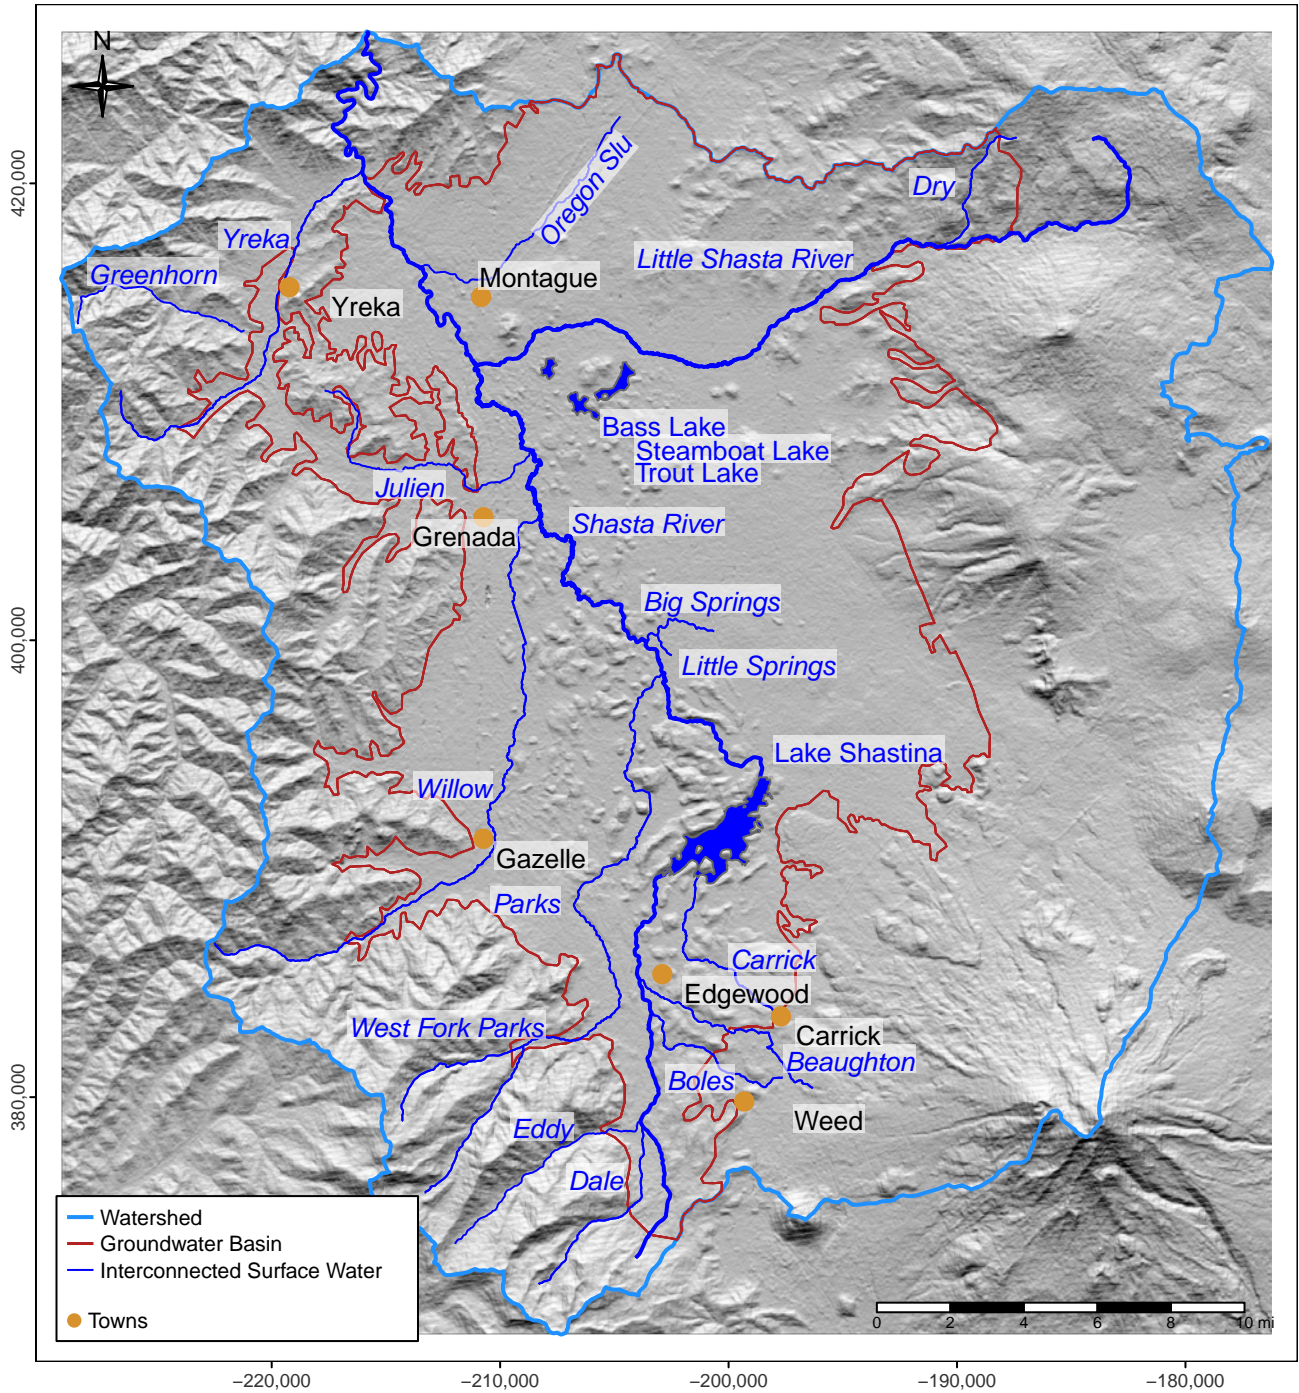 N
Oregon Slu
Dry
Yreka
Little Shasta River
Greenhorn
Montague
Yreka
Bass Lake
Steamboat Lake
Trout Lake
Julien
Shasta River
Grenada
Big Springs
Little Springs
Lake Shastina
Willow
Gazelle
Parks
Carrick
Edgewood
West Fork Parks
Carrick
Beaughton
Boles
Weed
Eddy
Dale
Watershed
Groundwater Basin
Interconnected Surface Water
Towns
0 2 4 6 8 10 mi
420,000
400,000
380,000
−220,000 −210,000 −200,000 −190,000 −180,000